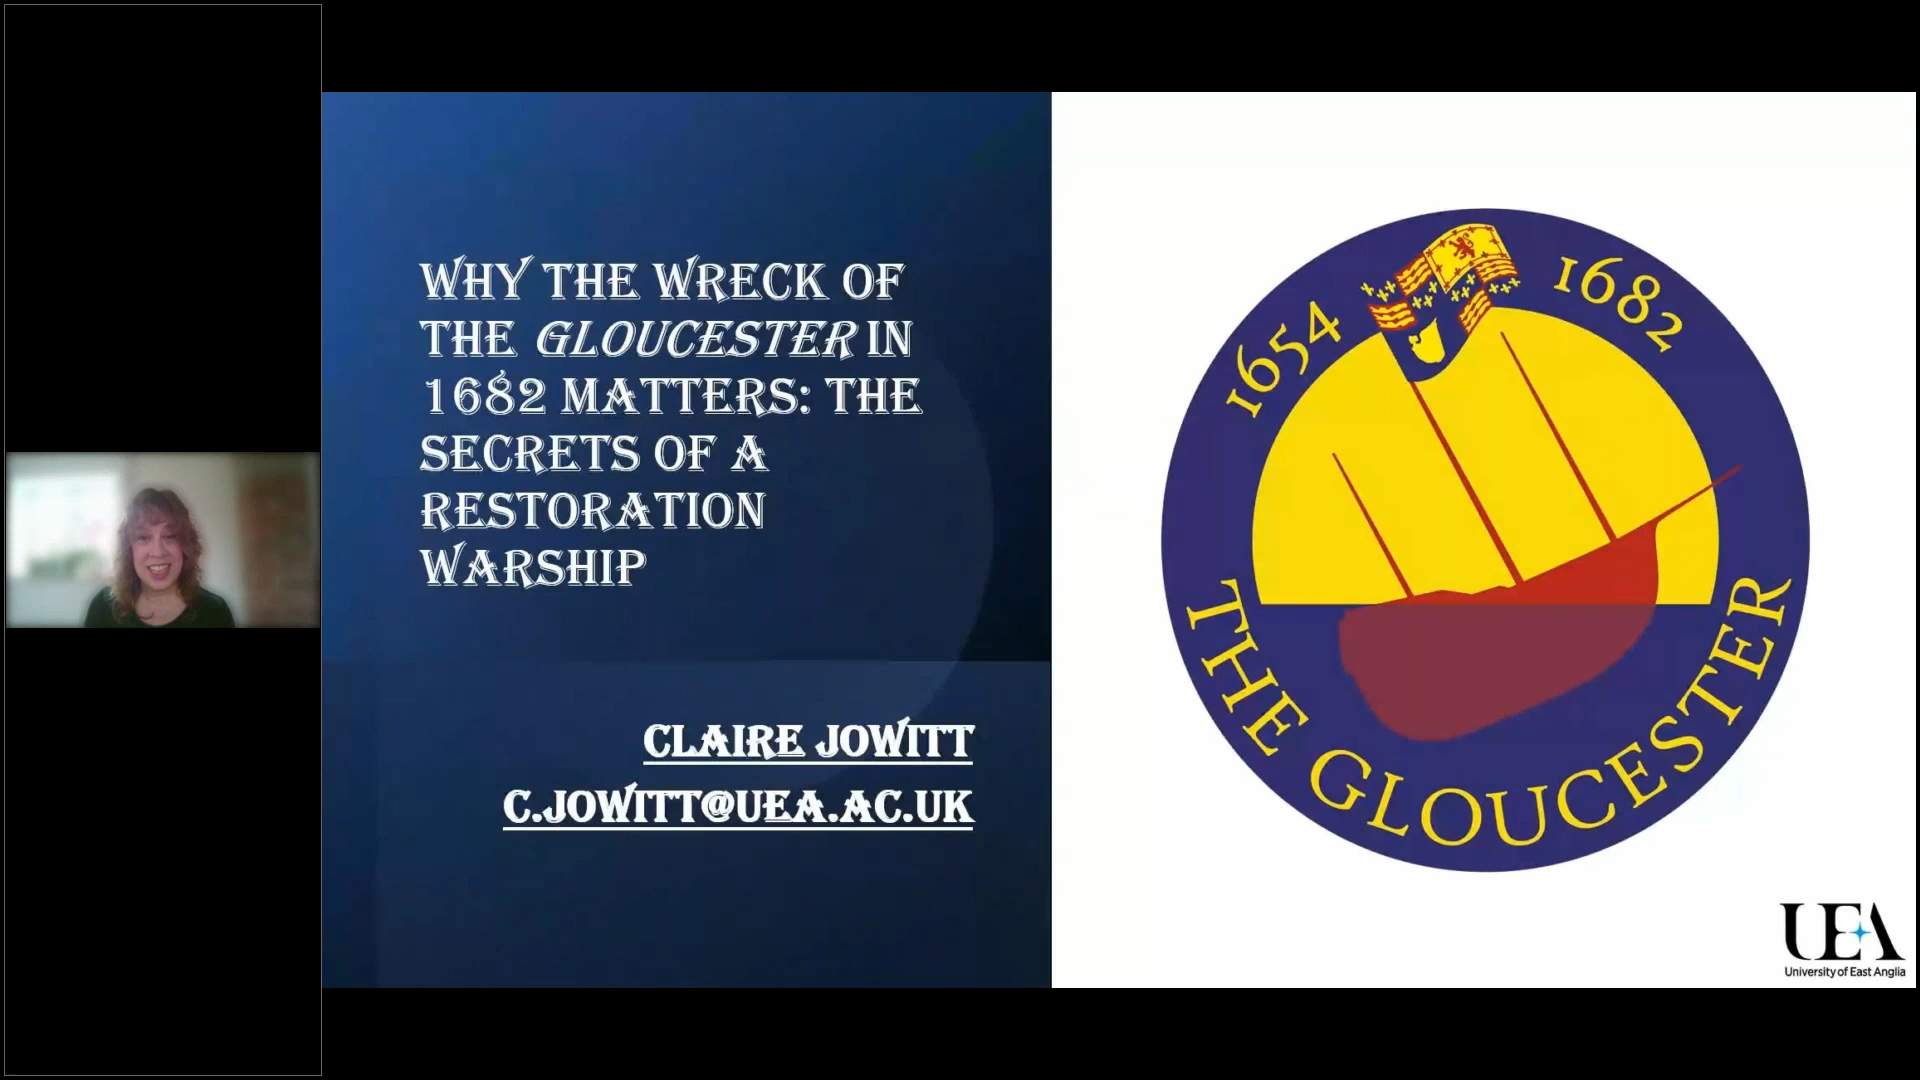 WHY THE WRECK OF
THE GLOUCESTER IN
1682 MATTERS: THE
SECRETS OF A
RESTORATION
WARSHIP
CLAIRE JOWITT
C.JOWITT@UEA.AC.UK
1654
1682
THE GLOUCESTER
UEA
University of East Anglia